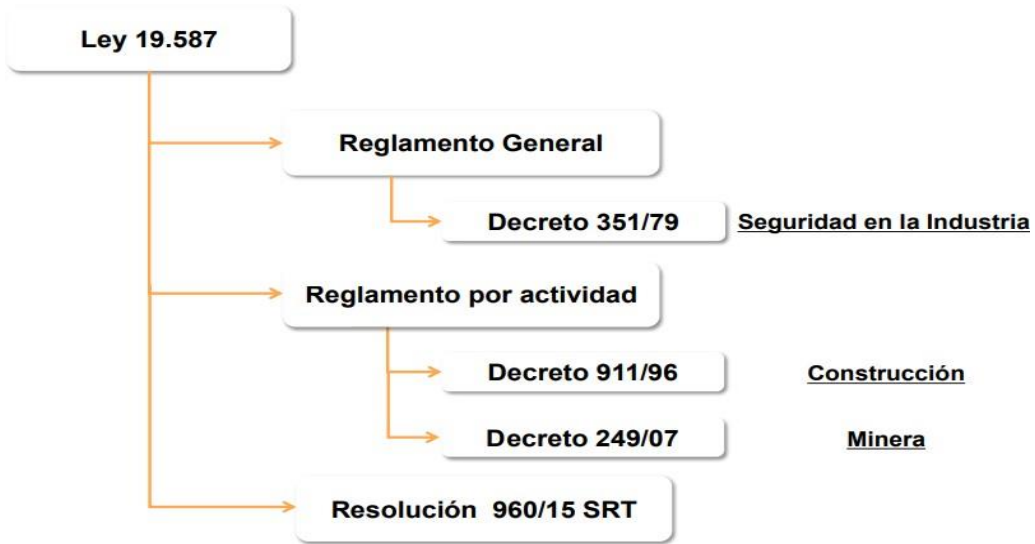 Ley 19.587
Reglamento General
Decreto 351/79 Seguridad en la Industria
Reglamento por actividad
Decreto 911/96 Construcción
Decreto 249/07 Minera
Resolución 960/15 SRT